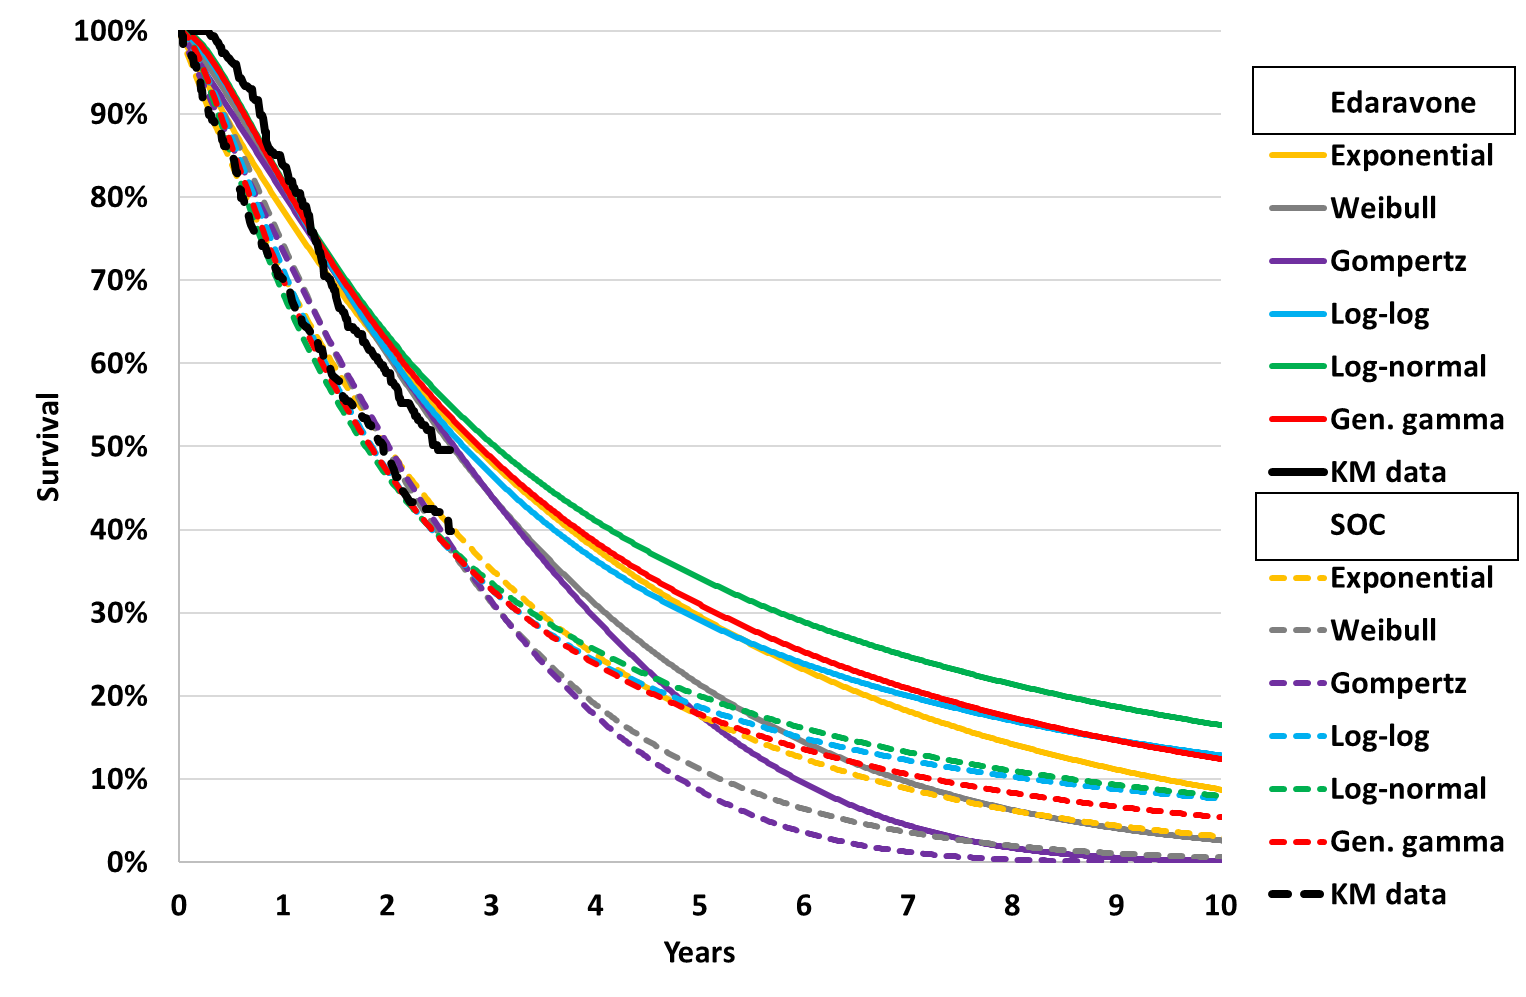 100%
90%
80%
70%
60%
50%
40%
30%
20%
10%
0%
Survival
0 1 2 3 4 5 6 7 8 9 10
Years
Edaravone
Exponential
Weibull
Gompertz
Log-log
Log-normal
Gen. gamma
KM data
SOC
Exponential
Weibull
Gompertz
Log-log
Log-normal
Gen. gamma
KM data